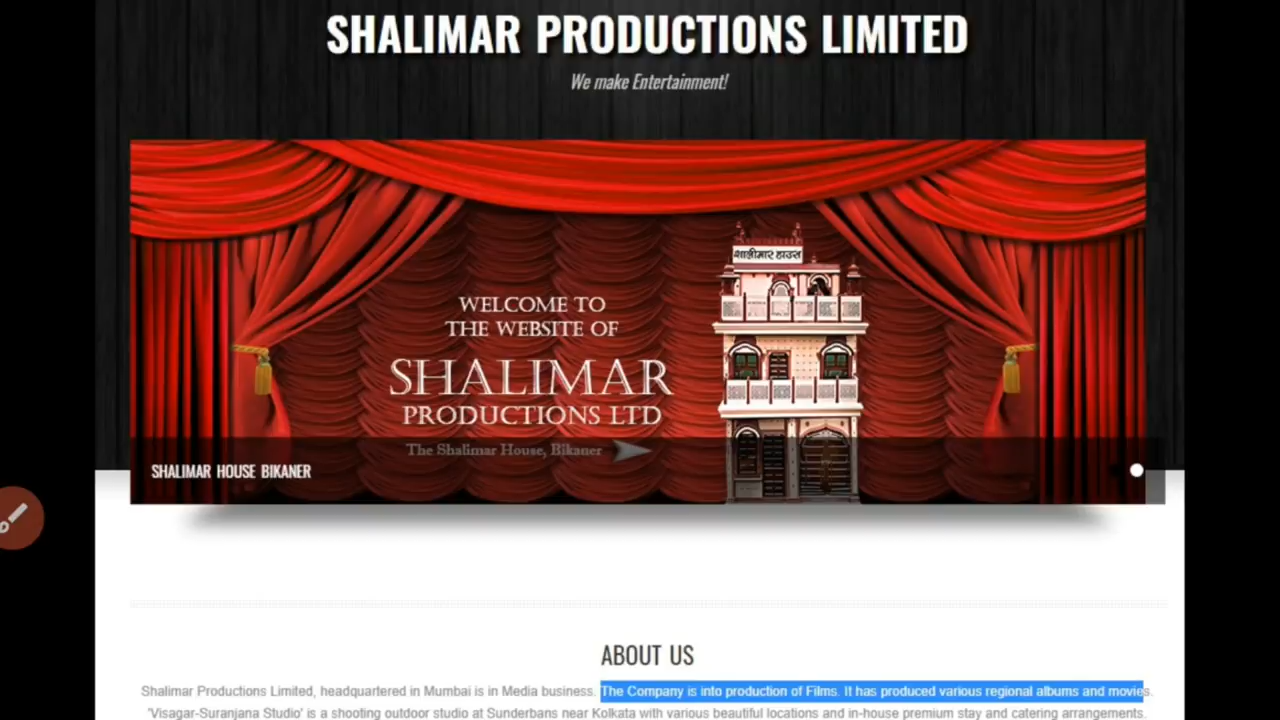 SHALIMAR PRODUCTIONS LIMITED
We make Entertainment!
शालीमार हाउस
WELCOME TO
THE WEBSITE OF
SHALIMAR
PRODUCTIONS LTD
The Shalimar House, Bikaner
SHALIMAR HOUSE BIKANER
ABOUT US
Shalimar Productions Limited, headquartered in Mumbai is in Media business. The Company is into production of Films. It has produced various regional albums and movies.
'Visagar-Suranjana Studio' is a shooting outdoor studio at Sunderbans near Kolkata with various beautiful locations and in-house premium stay and catering arrangements.